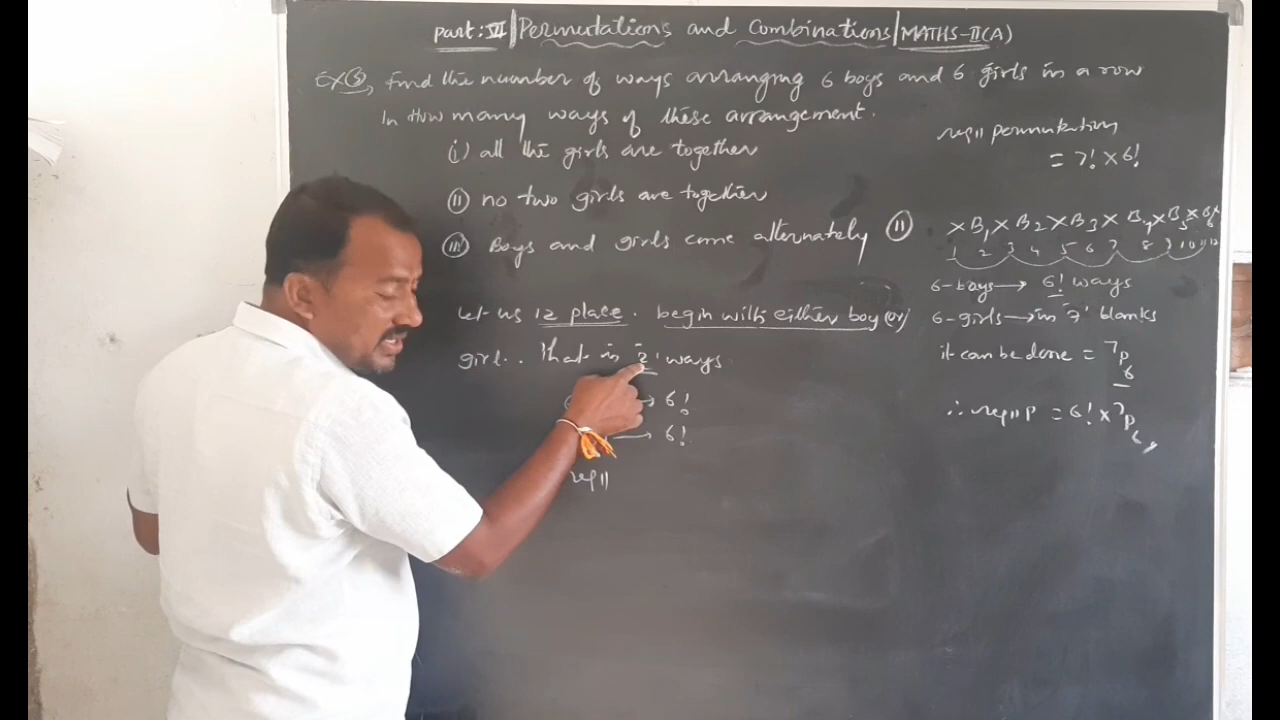 Part: VI | Permutations and Combinations | MATHS-II(A)
Ex(3), Find the number of ways arranging 6 boys and 6 girls in a row
In How many ways of these arrangement.
(i) all the girls are together
(ii) no two girls are together
(iii) Boys and girls come alternately
Let us 12 place. begin with either boy (or)
girl.. That is '2' ways
→ 6!
→ 6!
req||
req|| permutation
= 7! × 6!
(ii) × B1 × B2 × B3 × B4 × B5 × B6 ×
1 2 3 4 5 6 7 8 9 10 11 12
6-boys → 6! ways
6-girls → in '7' blanks
it can be done = 7p6
∴ req|| p = 6! × 7p6